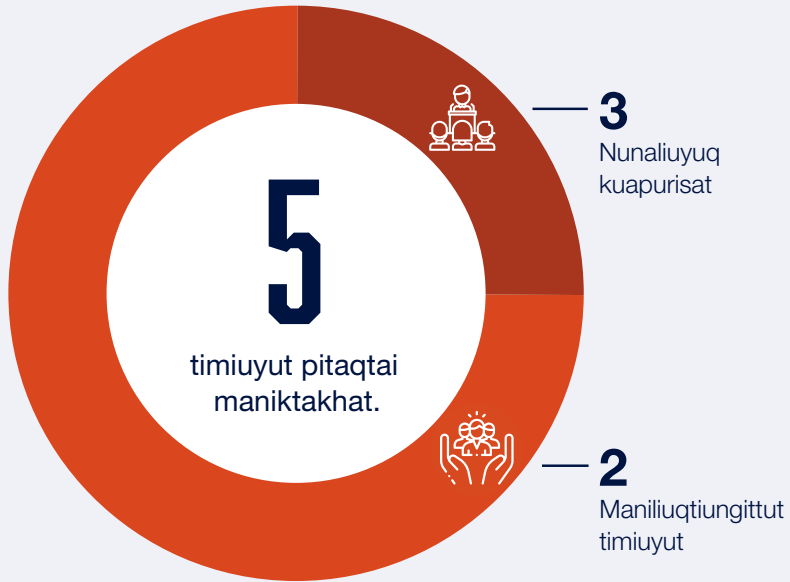 5
timiuyut pitaqtai
maniktakhat.
3
Nunaliuyuq
kuapurisat
2
Maniliuqtiungittut
timiuyut